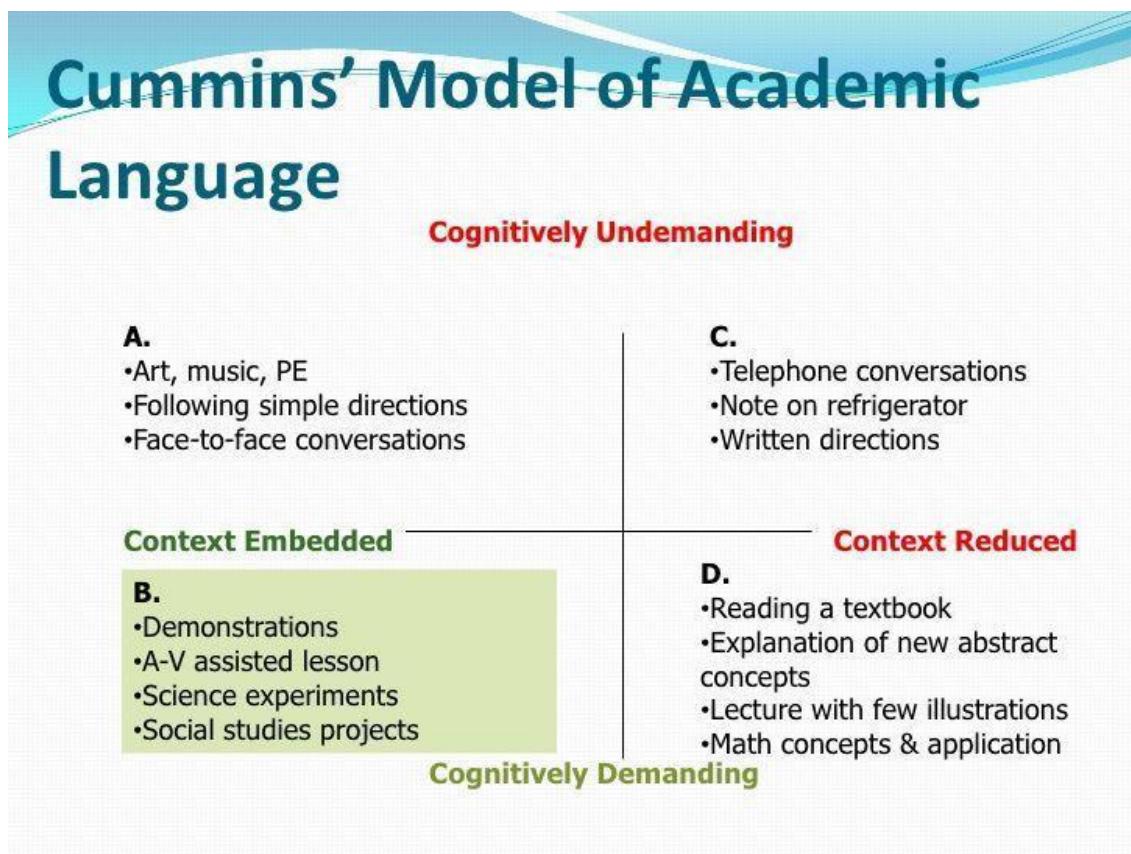 Cummins’ Model of Academic
Language
Cognitively Undemanding
A.
•Art, music, PE
•Following simple directions
•Face-to-face conversations
C.
•Telephone conversations
•Note on refrigerator
•Written directions
Context Embedded
Context Reduced
B.
•Demonstrations
•A-V assisted lesson
•Science experiments
•Social studies projects
D.
•Reading a textbook
•Explanation of new abstract
concepts
•Lecture with few illustrations
•Math concepts & application
Cognitively Demanding